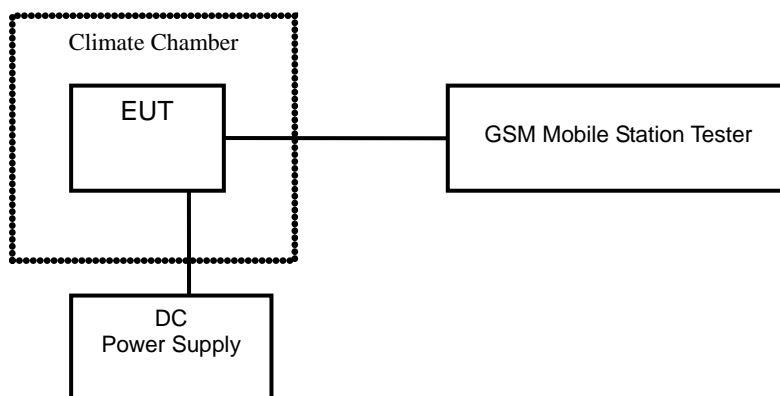 Climate Chamber
EUT
GSM Mobile Station Tester
DC
Power Supply